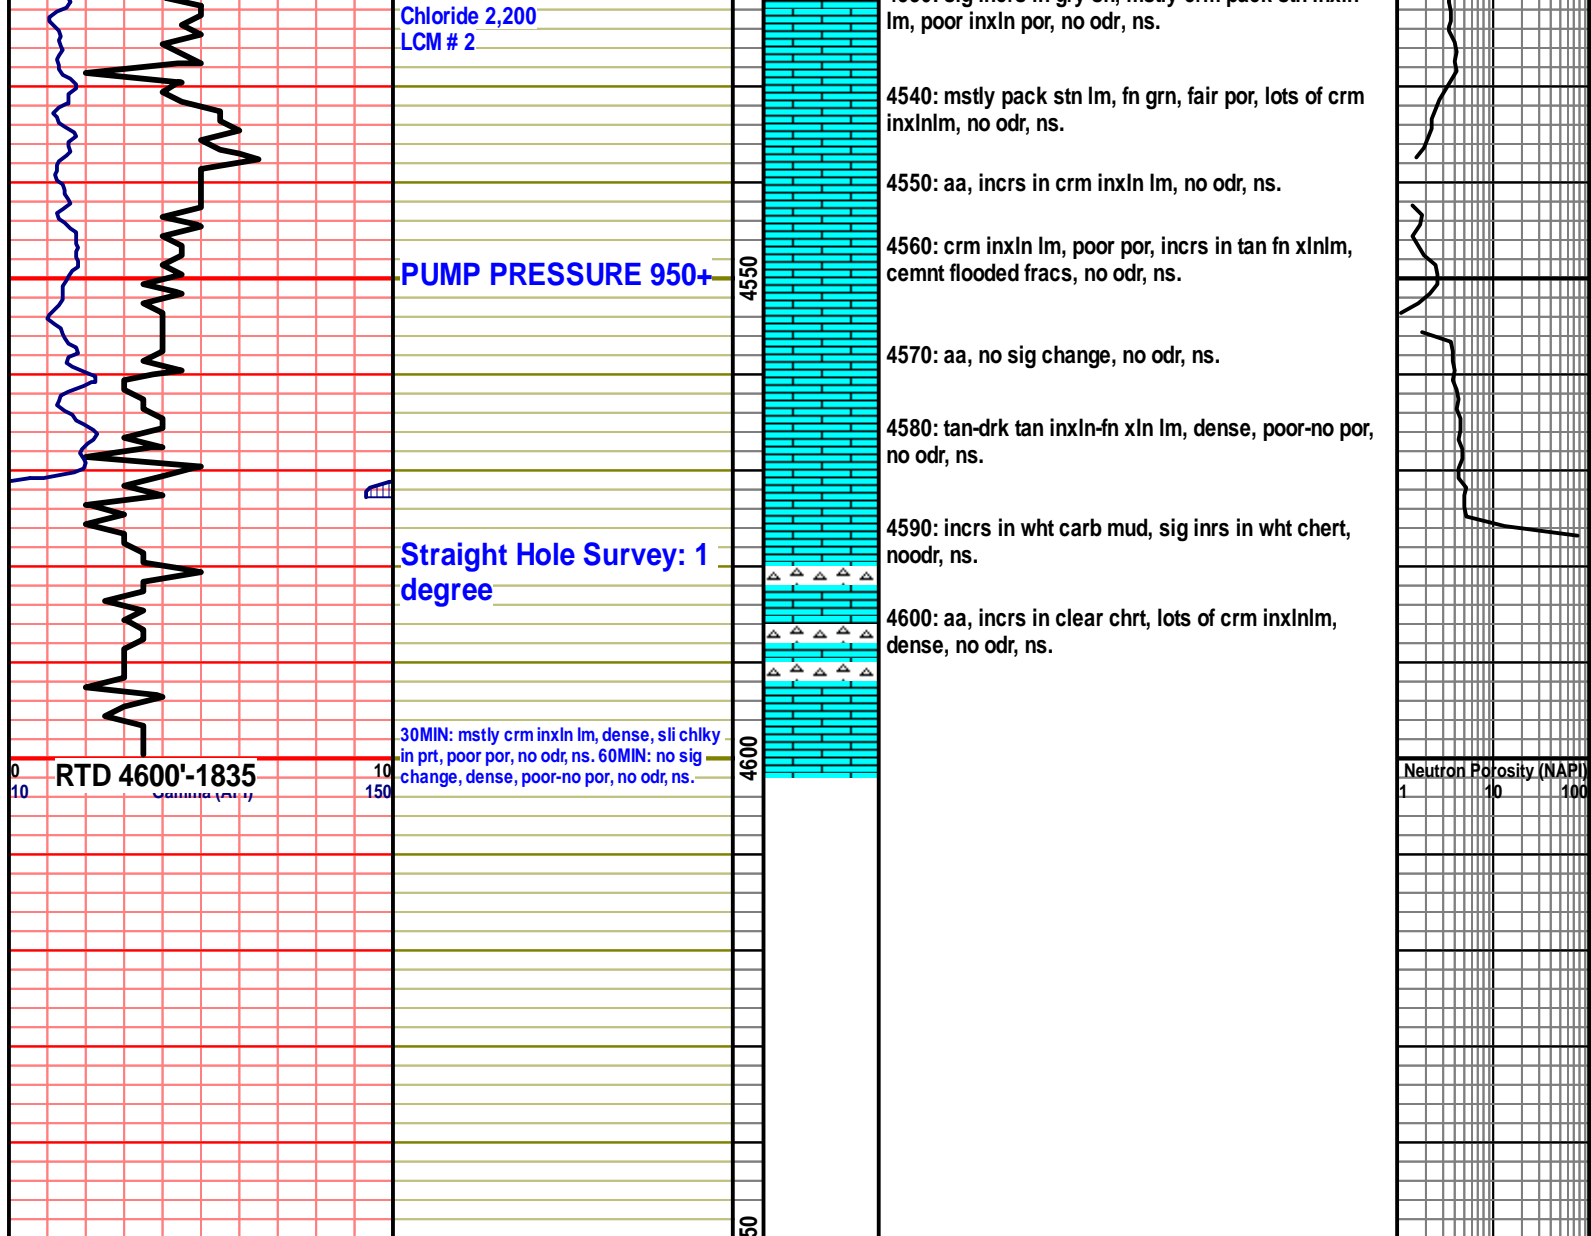 Chloride 2,200
LCM # 2
lm, poor inxln por, no odr, ns.
4540: mstly pack stn lm, fn grn, fair por, lots of crm
inxlnlm, no odr, ns.
4550: aa, incrs in crm inxln lm, no odr, ns.
4560: crm inxln lm, poor por, incrs in tan fn xlnlm,
cemnt flooded fracs, no odr, ns.
PUMP PRESSURE 950+
4550
4570: aa, no sig change, no odr, ns.
4580: tan-drk tan inxln-fn xln lm, dense, poor-no por,
no odr, ns.
4590: incrs in wht carb mud, sig inrs in wht chert,
noodr, ns.
Straight Hole Survey: 1
degree
4600: aa, incrs in clear chrt, lots of crm inxlnlm,
dense, no odr, ns.
30MIN: mstly crm inxln lm, dense, sli chlky
in prt, poor por, no odr, ns. 60MIN: no sig
change, dense, poor-no por, no odr, ns.
4600
0 RTD 4600'-1835 10
10 Gamma (API) 150
Neutron Porosity (NAPI)
1 10 100
50